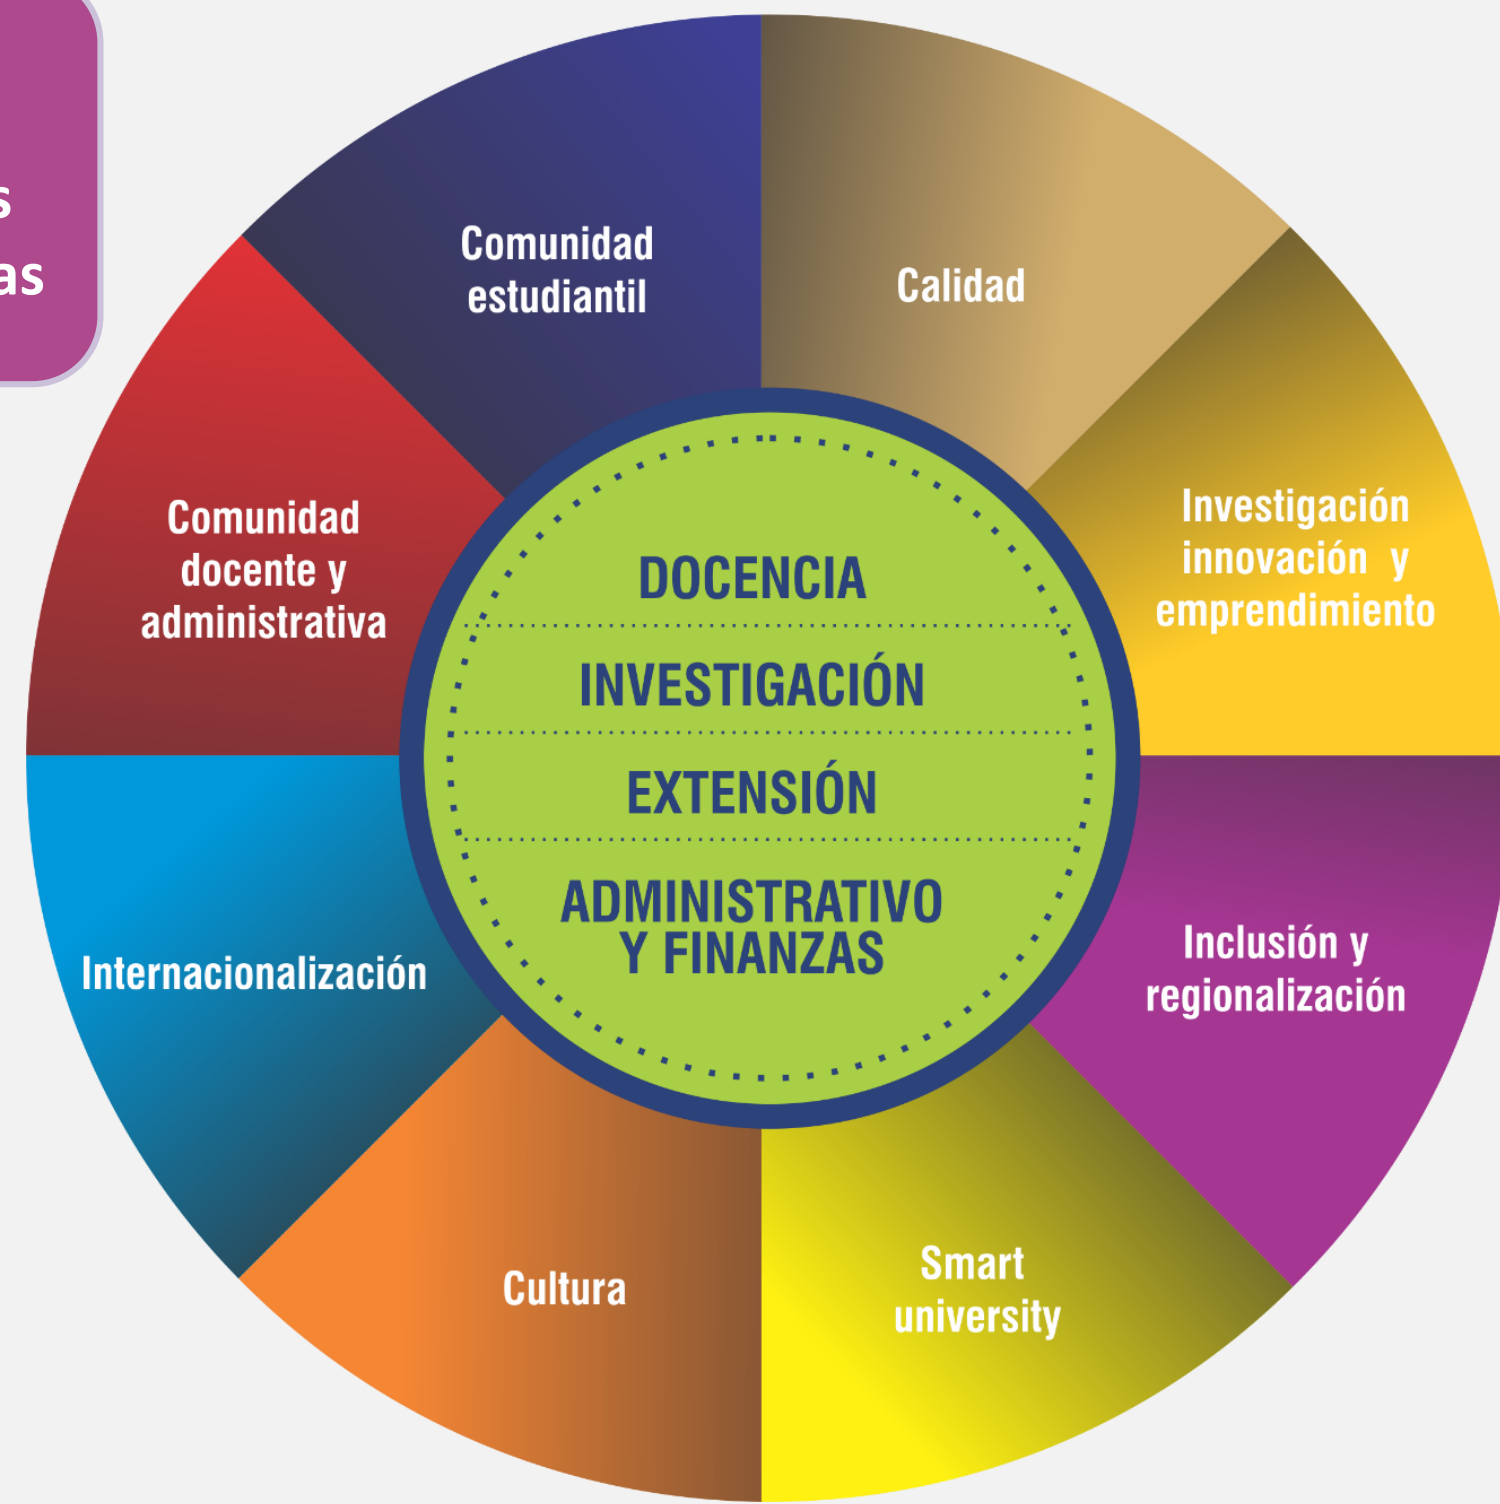 Comunidad
estudiantil
Calidad
Investigación
innovación y
emprendimiento
Inclusión y
regionalización
Smart
university
Cultura
Internacionalización
Comunidad
docente y
administrativa
DOCENCIA
INVESTIGACIÓN
EXTENSIÓN
ADMINISTRATIVO
Y FINANZAS